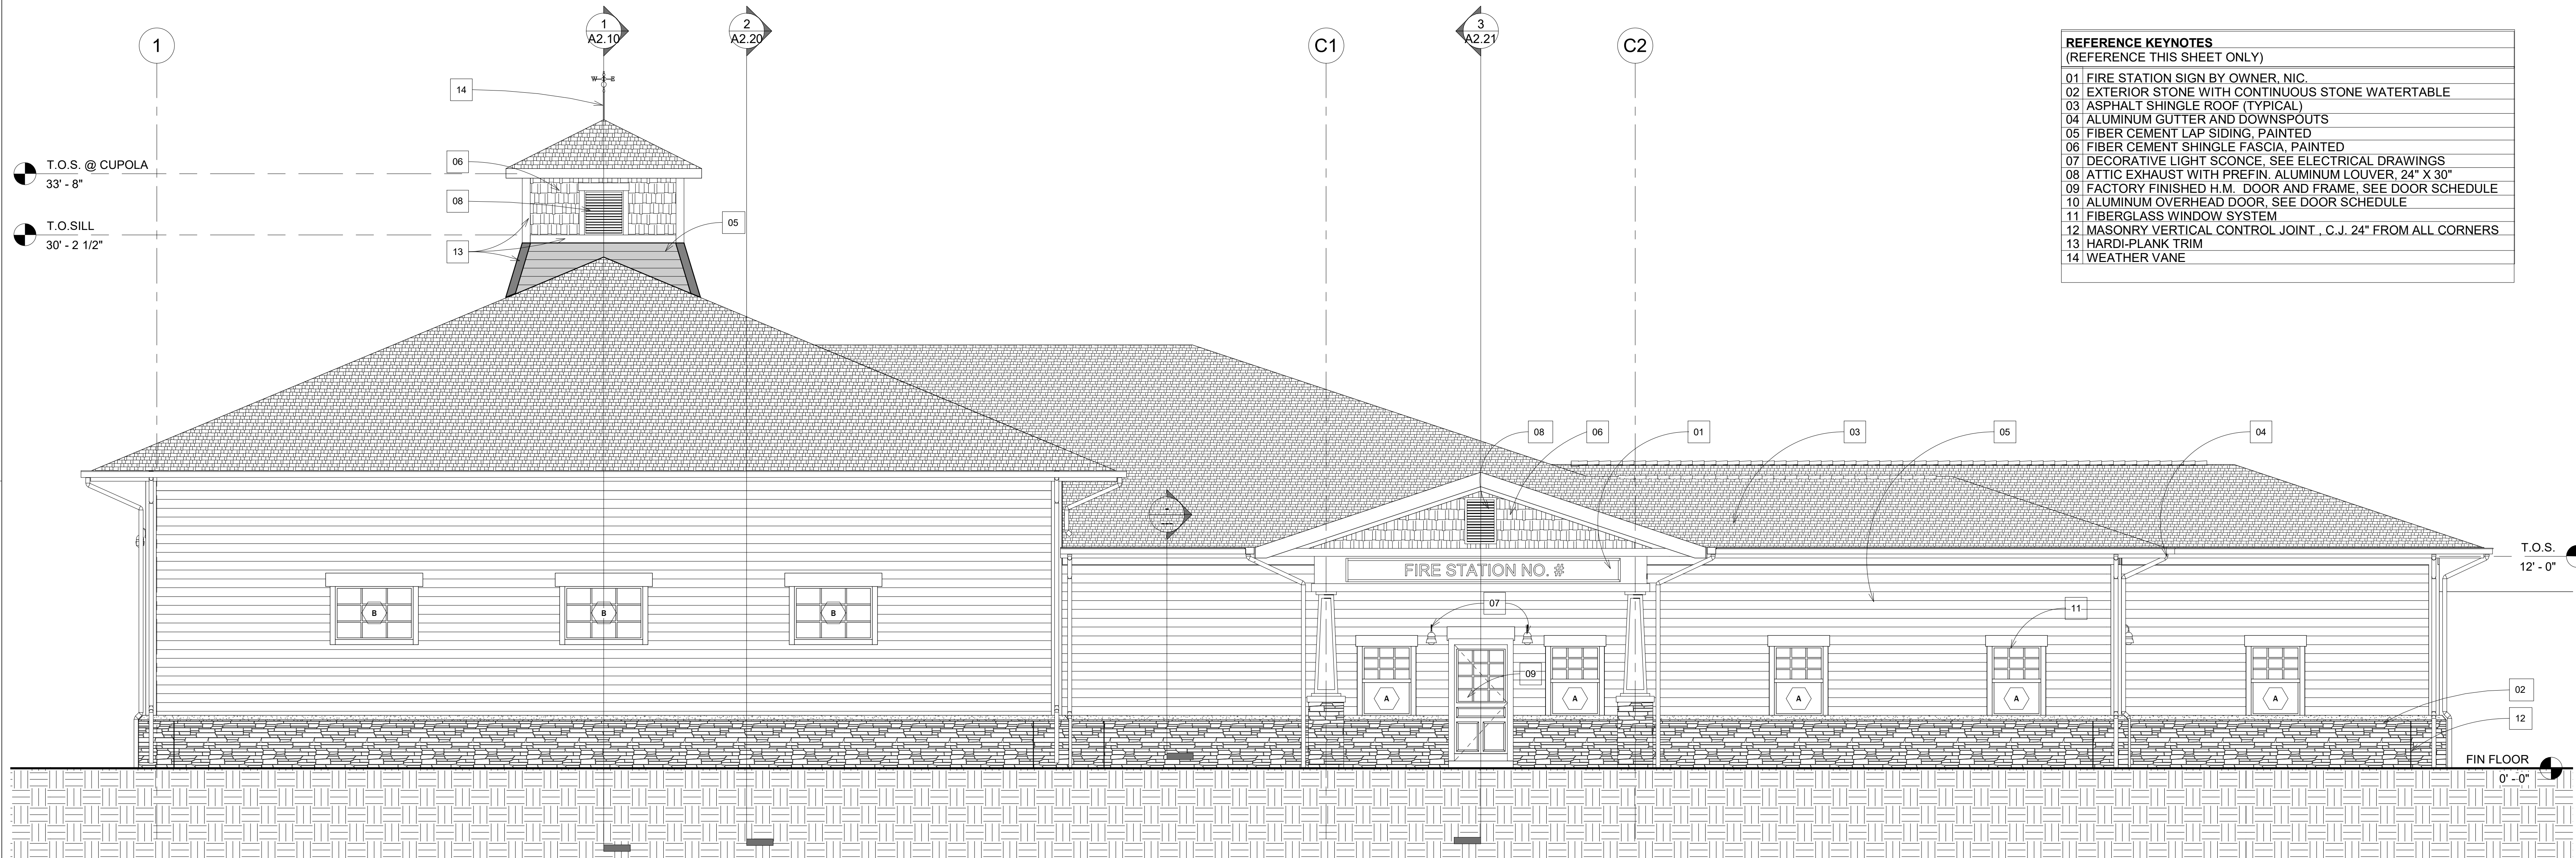 1
1
A2.10
2
A2.20
C1
3
A2.21
C2
REFERENCE KEYNOTES
(REFERENCE THIS SHEET ONLY)
01 FIRE STATION SIGN BY OWNER, NIC.
02 EXTERIOR STONE WITH CONTINUOUS STONE WATERTABLE
03 ASPHALT SHINGLE ROOF (TYPICAL)
04 ALUMINUM GUTTER AND DOWNSPOUTS
05 FIBER CEMENT LAP SIDING, PAINTED
06 FIBER CEMENT SHINGLE FASCIA, PAINTED
07 DECORATIVE LIGHT SCONCE, SEE ELECTRICAL DRAWINGS
08 ATTIC EXHAUST WITH PREFIN. ALUMINUM LOUVER, 24" X 30"
09 FACTORY FINISHED H.M. DOOR AND FRAME, SEE DOOR SCHEDULE
10 ALUMINUM OVERHEAD DOOR, SEE DOOR SCHEDULE
11 FIBERGLASS WINDOW SYSTEM
12 MASONRY VERTICAL CONTROL JOINT , C.J. 24" FROM ALL CORNERS
13 HARDI-PLANK TRIM
14 WEATHER VANE
W E
14
T.O.S. @ CUPOLA
33' - 8"
06
08
T.O.SILL
30' - 2 1/2"
05
13
08
06
01
03
05
04
T.O.S.
12' - 0"
FIRE STATION NO. #
07
11
B
B
B
09
A
A
A
A
A
02
12
FIN FLOOR
0' - 0"